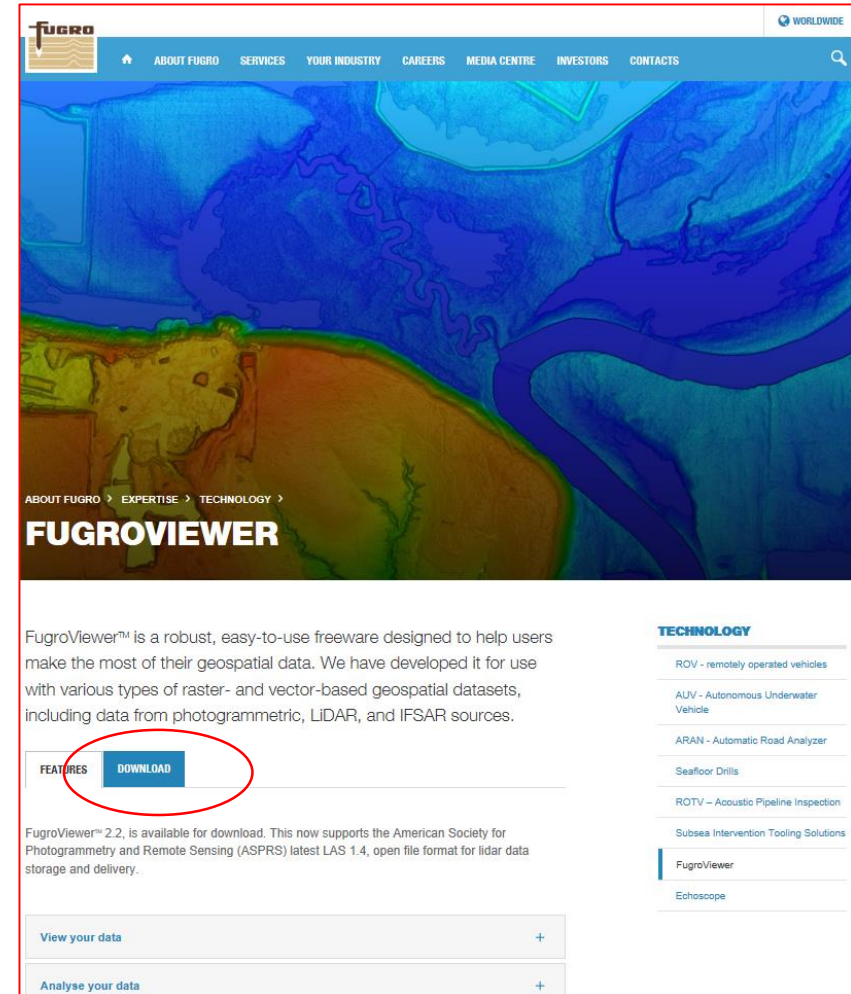 FUGRO
WORLDWIDE
ABOUT FUGRO SERVICES YOUR INDUSTRY CAREERS MEDIA CENTRE INVESTORS CONTACTS
ABOUT FUGRO > EXPERTISE > TECHNOLOGY >
FUGROVIEWER
FugroViewer™ is a robust, easy-to-use freeware designed to help users
make the most of their geospatial data. We have developed it for use
with various types of raster- and vector-based geospatial datasets,
including data from photogrammetric, LiDAR, and IFSAR sources.
FEATURES DOWNLOAD
FugroViewer™ 2.2, is available for download. This now supports the American Society for
Photogrammetry and Remote Sensing (ASPRS) latest LAS 1.4, open file format for lidar data
storage and delivery.
View your data +
Analyse your data +
TECHNOLOGY
ROV - remotely operated vehicles
AUV - Autonomous Underwater
Vehicle
ARAN - Automatic Road Analyzer
Seafloor Drills
ROTV – Acoustic Pipeline Inspection
Subsea Intervention Tooling Solutions
FugroViewer
Echoscope